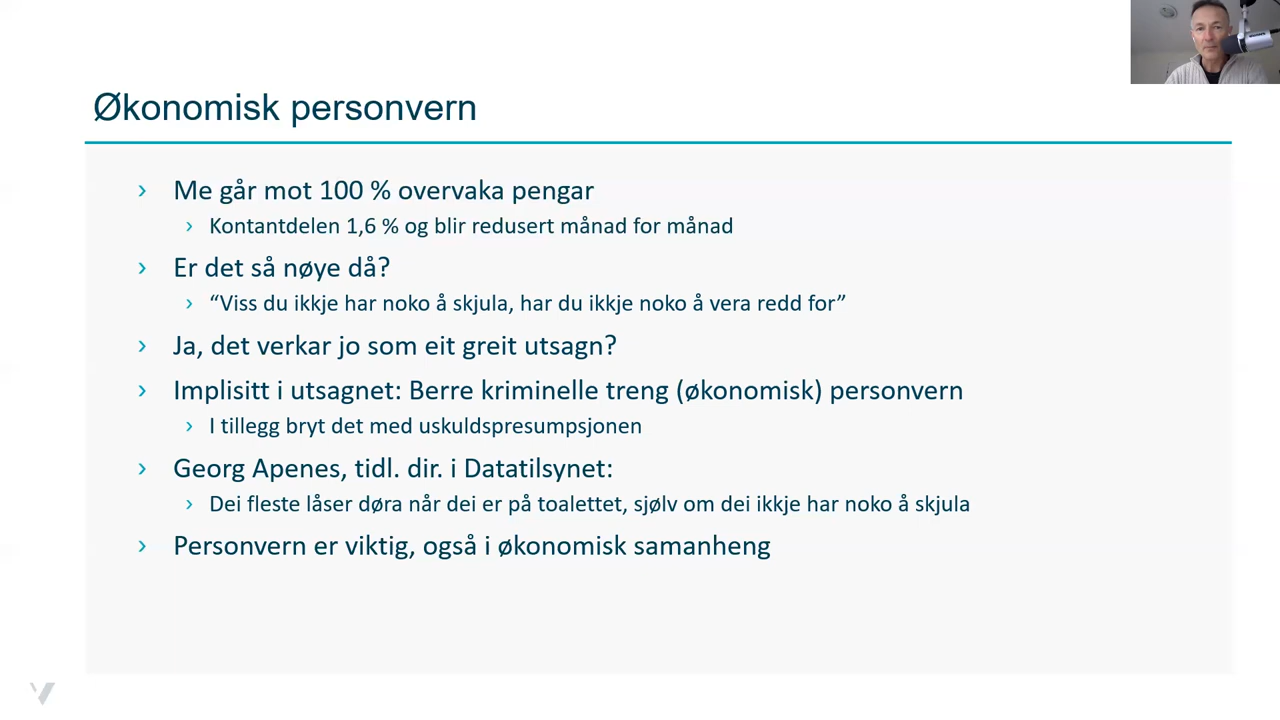 Økonomisk personvern
› Me går mot 100 % overvaka pengar
› Kontantdelen 1,6 % og blir redusert månad for månad
› Er det så nøye då?
› “Viss du ikkje har noko å skjula, har du ikkje noko å vera redd for”
› Ja, det verkar jo som eit greit utsagn?
› Implisitt i utsagnet: Berre kriminelle treng (økonomisk) personvern
› I tillegg bryt det med uskuldspresumpsjonen
› Georg Apenes, tidl. dir. i Datatilsynet:
› Dei fleste låser døra når dei er på toalettet, sjølv om dei ikkje har noko å skjula
› Personvern er viktig, også i økonomisk samanheng